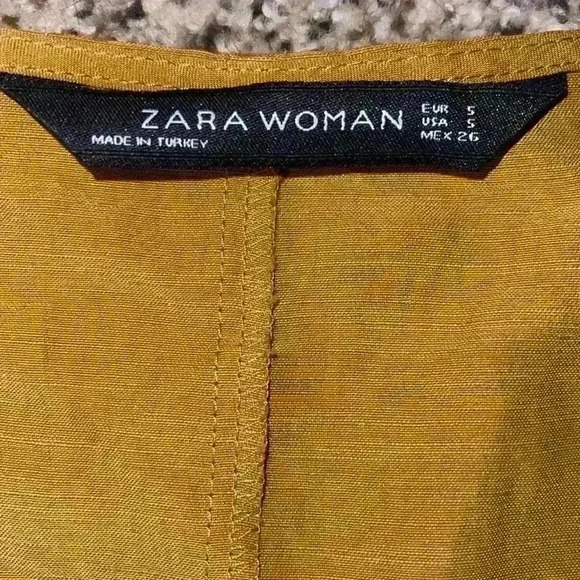 ZARA WOMAN
MADE IN TURKEY
EUR S
USA S
MEX 26